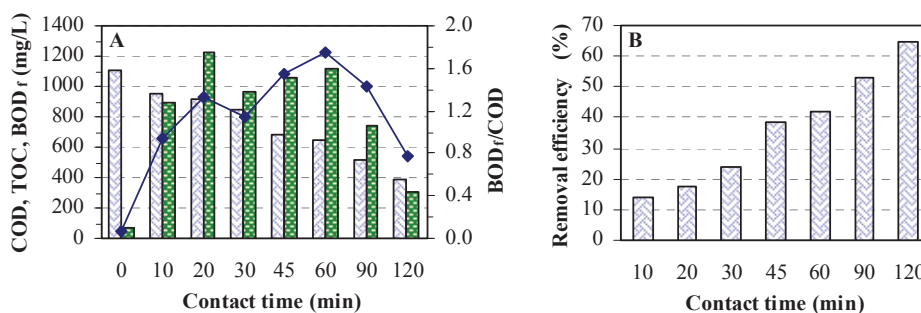 A
COD, TOC, BODf (mg/L)
1400
1200
1000
800
600
400
200
0
2.0
1.6
1.2
0.8
0.4
0.0
BODf/COD
0 10 20 30 45 60 90 120
Contact time (min)
B
Removal efficiency (%)
70
60
50
40
30
20
10
0
10 20 30 45 60 90 120
Contact time (min)